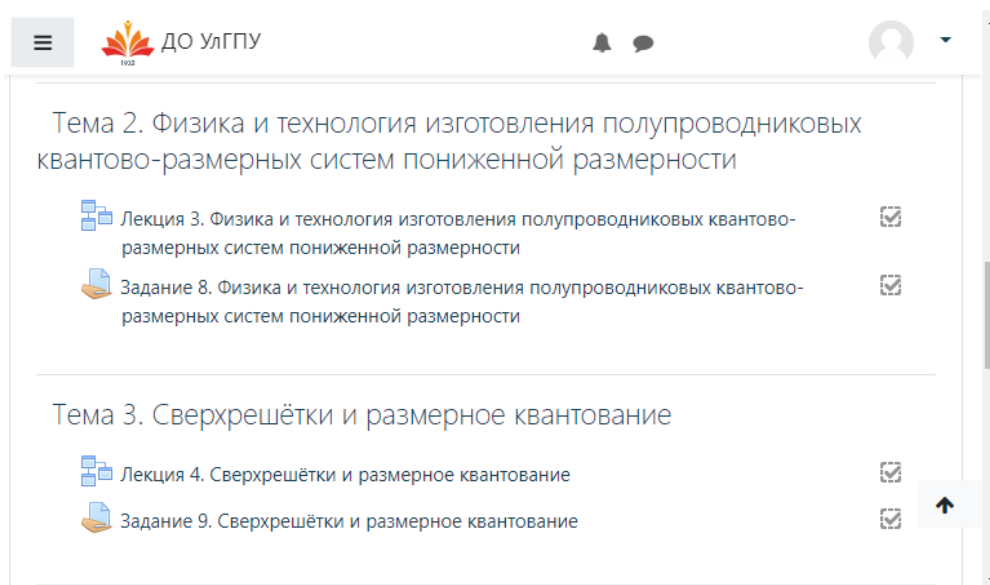 ДО УлГПУ
1932
Тема 2. Физика и технология изготовления полупроводниковых
квантово-размерных систем пониженной размерности
Лекция 3. Физика и технология изготовления полупроводниковых квантово-
размерных систем пониженной размерности
Задание 8. Физика и технология изготовления полупроводниковых квантово-
размерных систем пониженной размерности
Тема 3. Сверхрешётки и размерное квантование
Лекция 4. Сверхрешётки и размерное квантование
Задание 9. Сверхрешётки и размерное квантование